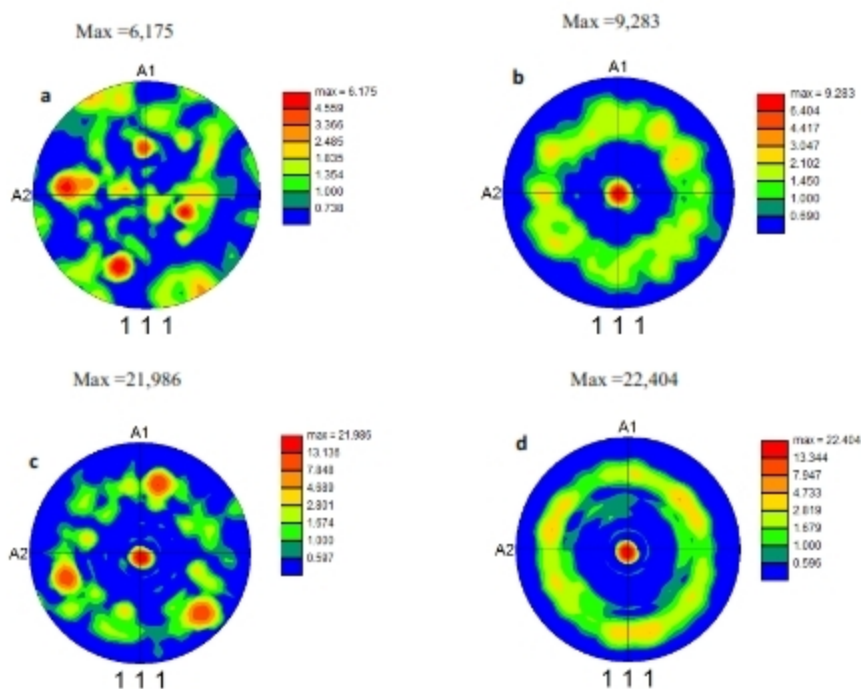 Max =6,175
a
A1
A2
max = 6.175
4.559
3.366
2.485
1.835
1.354
1.000
0.738
1 1 1
Max =9,283
b
A1
A2
max = 9.283
6.404
4.417
3.047
2.102
1.450
1.000
0.690
1 1 1
Max =21,986
c
A1
A2
max = 21.986
13.138
7.848
4.689
2.801
1.674
1.000
0.597
1 1 1
Max =22,404
d
A1
A2
max = 22.404
13.344
7.947
4.733
2.819
1.679
1.000
0.596
1 1 1